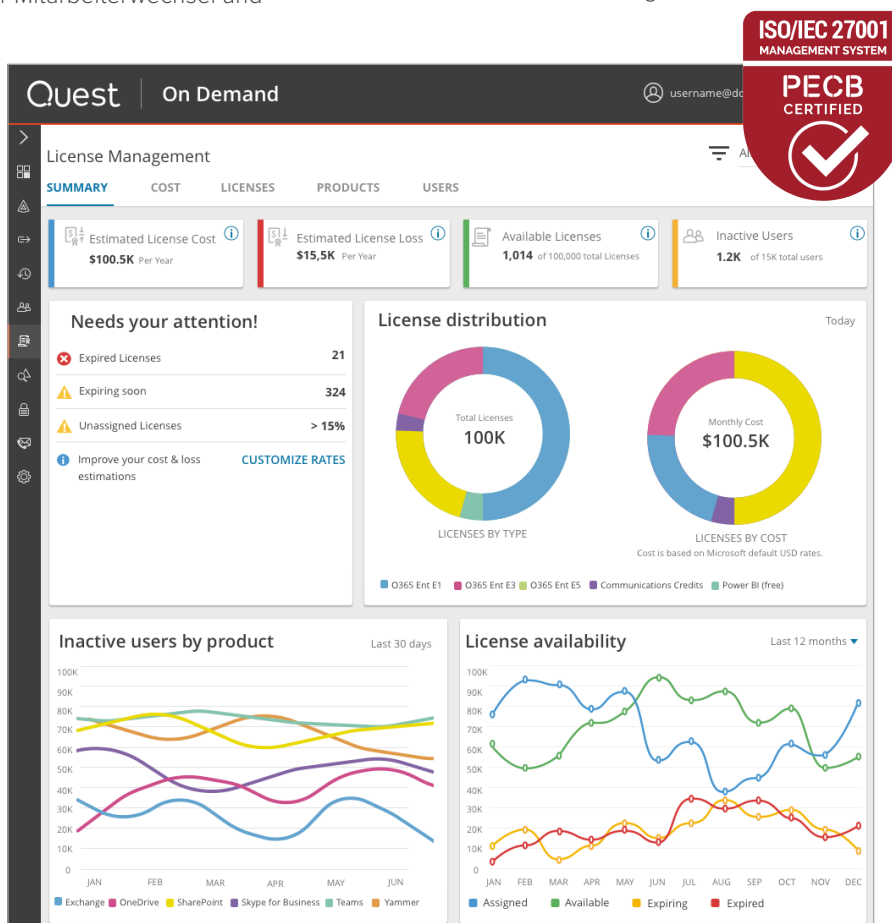 Mitarbeiterwechsel und
ISO/IEC 27001
MANAGEMENT SYSTEM
PECB
CERTIFIED
Quest On Demand
License Management
SUMMARY COST LICENSES PRODUCTS USERS
Estimated License Cost
$100.5K Per Year
Estimated License Loss
$15,5K Per Year
Available Licenses
1,014 of 100,000 total Licenses
Inactive Users
1.2K of 15K total users
Needs your attention!
Expired Licenses 21
Expiring soon 324
Unassigned Licenses > 15%
Improve your cost & loss
estimations
CUSTOMIZE RATES
License distribution
Today
Total Licenses
100K
LICENSES BY TYPE
Monthly Cost
$100.5K
LICENSES BY COST
Cost is based on Microsoft default USD rates.
O365 Ent E1 O365 Ent E3 O365 Ent E5 Communications Credits Power BI (free)
Inactive users by product
Last 30 days
100K
90K
80K
70K
60K
50K
40K
30K
20K
10K
0
JAN FEB MAR APR MAY JUN
Exchange OneDrive SharePoint Skype for Business Teams Yammer
License availability
Last 12 months
100K
90K
80K
70K
60K
50K
40K
30K
20K
10K
0
JAN FEB MAR APR MAY JUN JUL AUG SEP OCT NOV DEC
Assigned Available Expiring Expired